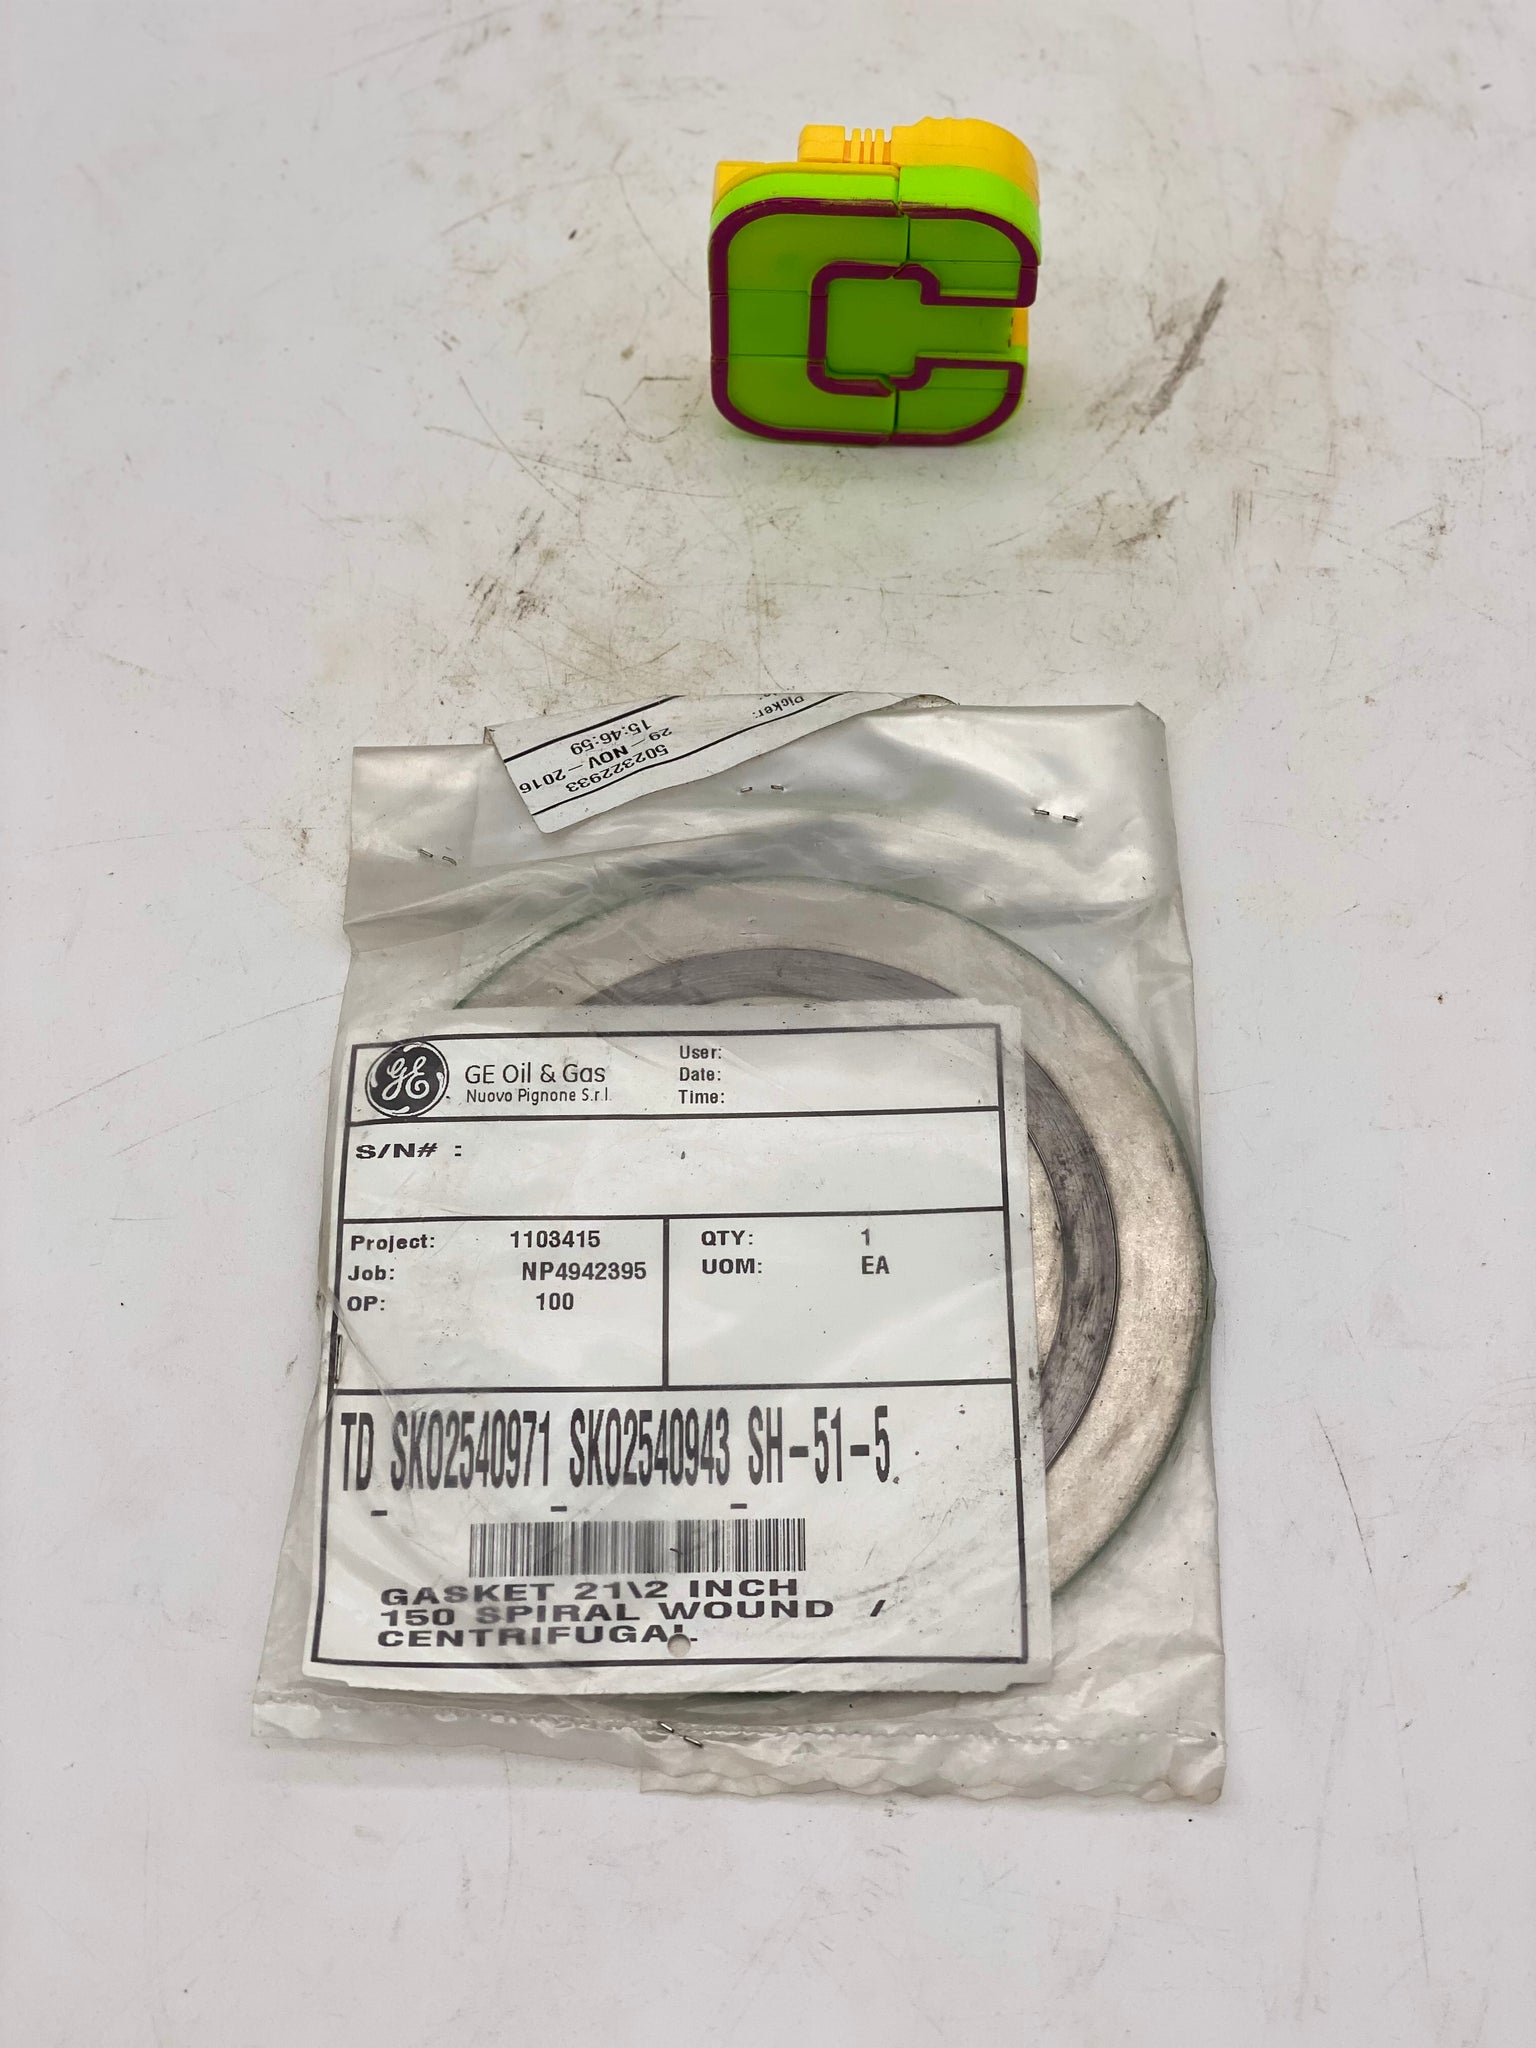 C
Picker:
502322933
29-NOV-2016
15:46:59
GE
GE Oil & Gas
Nuovo Pignone S.r.l.
User:
Date:
Time:
S/N# :
Project: 1103415
Job: NP4942395
OP: 100
QTY: 1
UOM: EA
TD SK02540971 SK02540943 SH-51-5
- - -
GASKET 21\2 INCH
150 SPIRAL WOUND /
CENTRIFUGAL